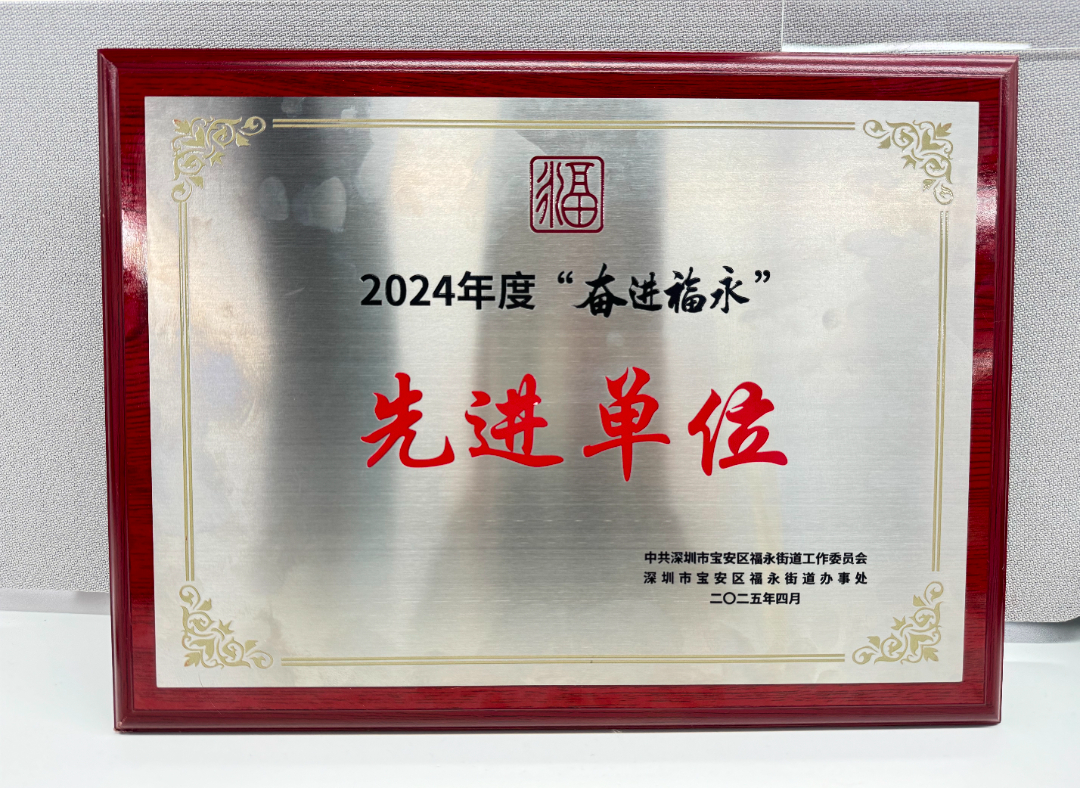 福永
2024年度“奋进福永”
先进单位
中共深圳市宝安区福永街道工作委员会
深圳市宝安区福永街道办事处
二〇二五年四月